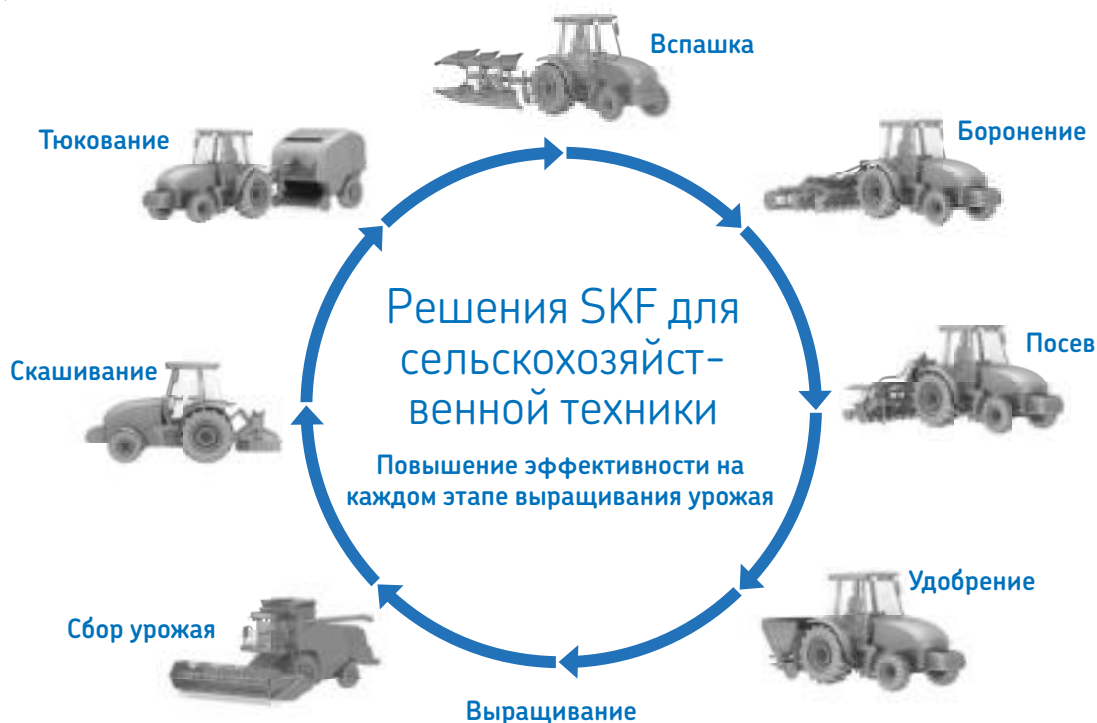 Вспашка
Тюкование
Боронение
Решения SKF для
сельскохозяйст-
венной техники
Посев
Скашивание
Повышение эффективности на
каждом этапе выращивания урожая
Удобрение
Сбор урожая
Выращивание